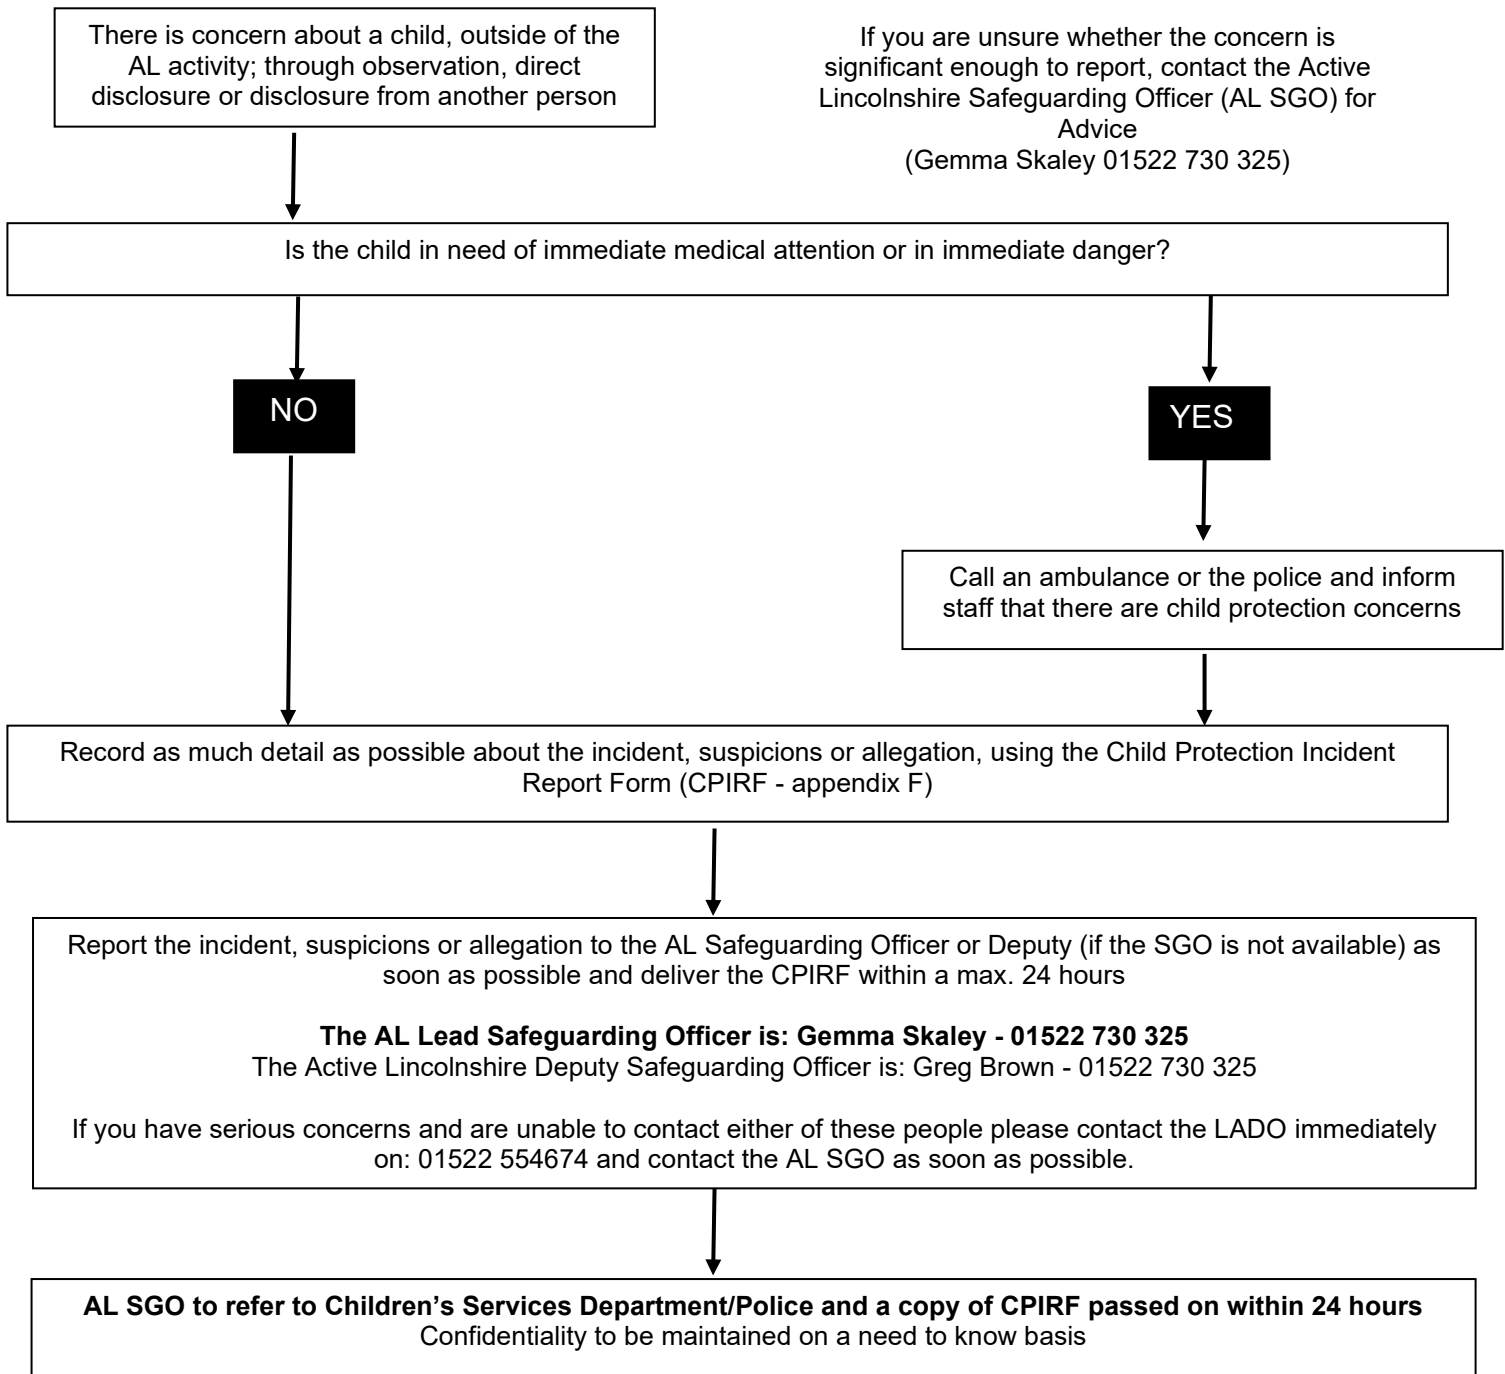 There is concern about a child, outside of the
AL activity; through observation, direct
disclosure or disclosure from another person
If you are unsure whether the concern is
significant enough to report, contact the Active
Lincolnshire Safeguarding Officer (AL SGO) for
Advice
(Gemma Skaley 01522 730 325)
Is the child in need of immediate medical attention or in immediate danger?
NO
YES
Call an ambulance or the police and inform
staff that there are child protection concerns
Record as much detail as possible about the incident, suspicions or allegation, using the Child Protection Incident
Report Form (CPIRF - appendix F)
Report the incident, suspicions or allegation to the AL Safeguarding Officer or Deputy (if the SGO is not available) as
soon as possible and deliver the CPIRF within a max. 24 hours
The AL Lead Safeguarding Officer is: Gemma Skaley - 01522 730 325
The Active Lincolnshire Deputy Safeguarding Officer is: Greg Brown - 01522 730 325
If you have serious concerns and are unable to contact either of these people please contact the LADO immediately
on: 01522 554674 and contact the AL SGO as soon as possible.
AL SGO to refer to Children’s Services Department/Police and a copy of CPIRF passed on within 24 hours
Confidentiality to be maintained on a need to know basis